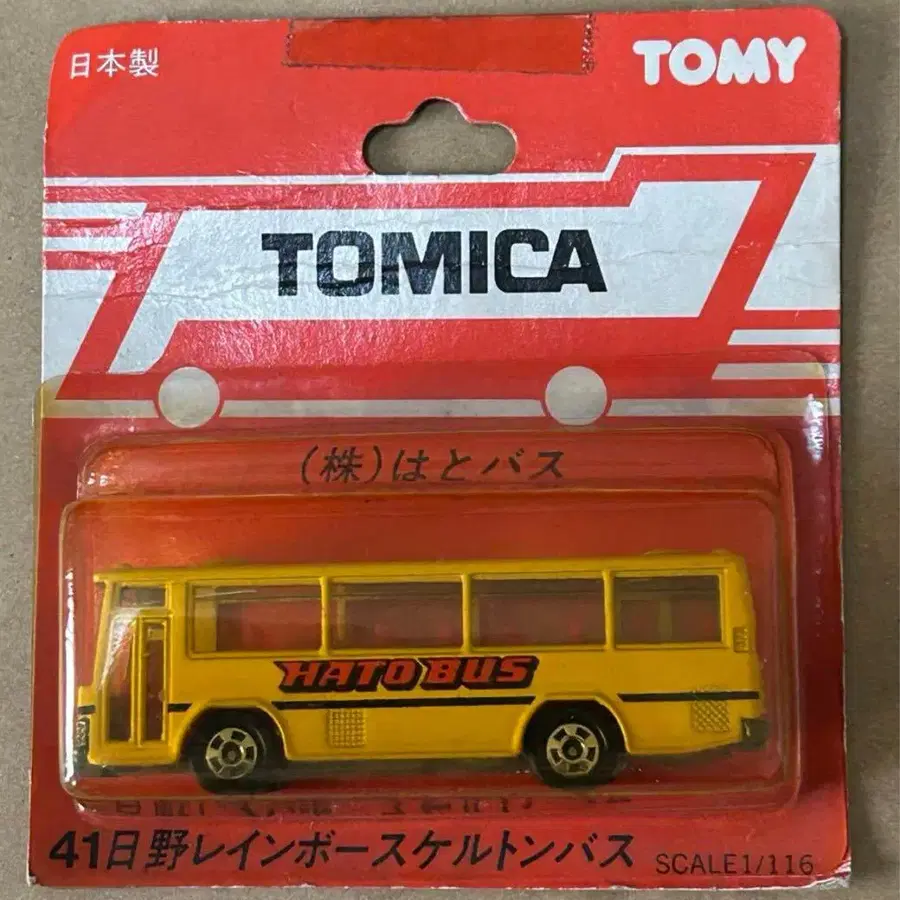 日本製
TOMY
TOMICA
(株)はとバス
HATO BUS
41日野レインボースケルトンバス
SCALE1/116